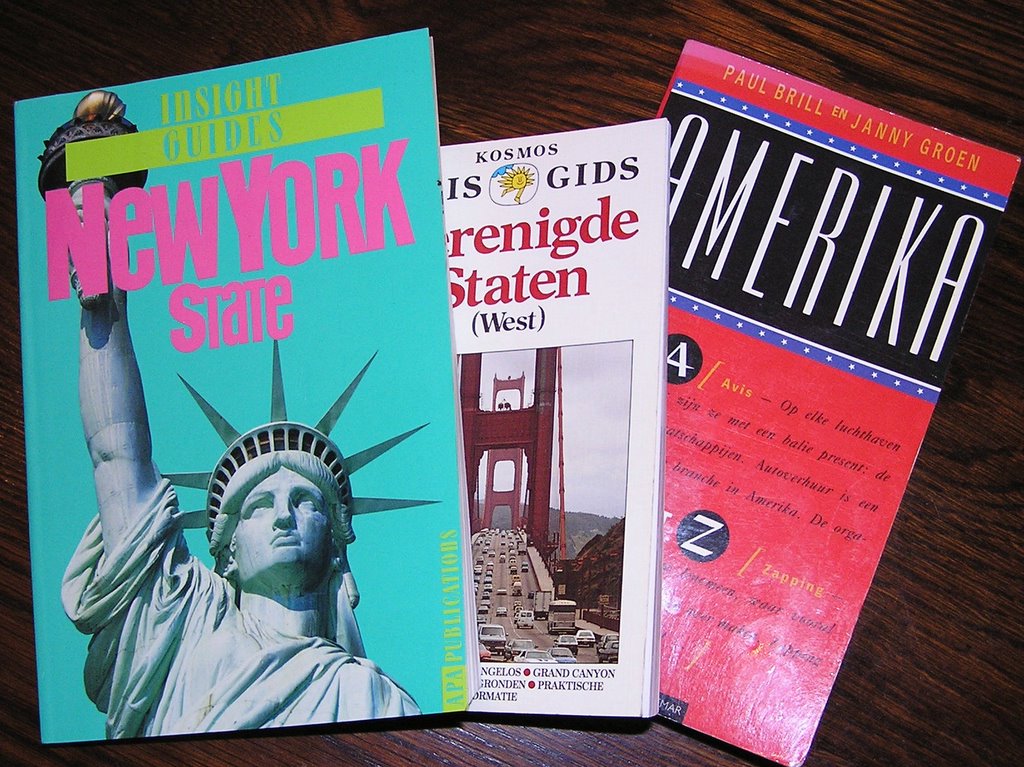 INSIGHT
GUIDES
NEW YORK
STATE
APA PUBLICATIONS
KOSMOS
IS GIDS
erenigde
Staten
(West)
NGELOS ● GRAND CANYON
GRONDEN ● PRAKTISCHE
ORMATIE
PAUL BRILL EN JANNY GROEN
AMERIKA
A
[ Avis — Op elke luchthaven
zijn ze met een balie present: de
atschappijen. Autoverhuur is een
branche in Amerika. De orga-
Z
[ Zapping —
MAR